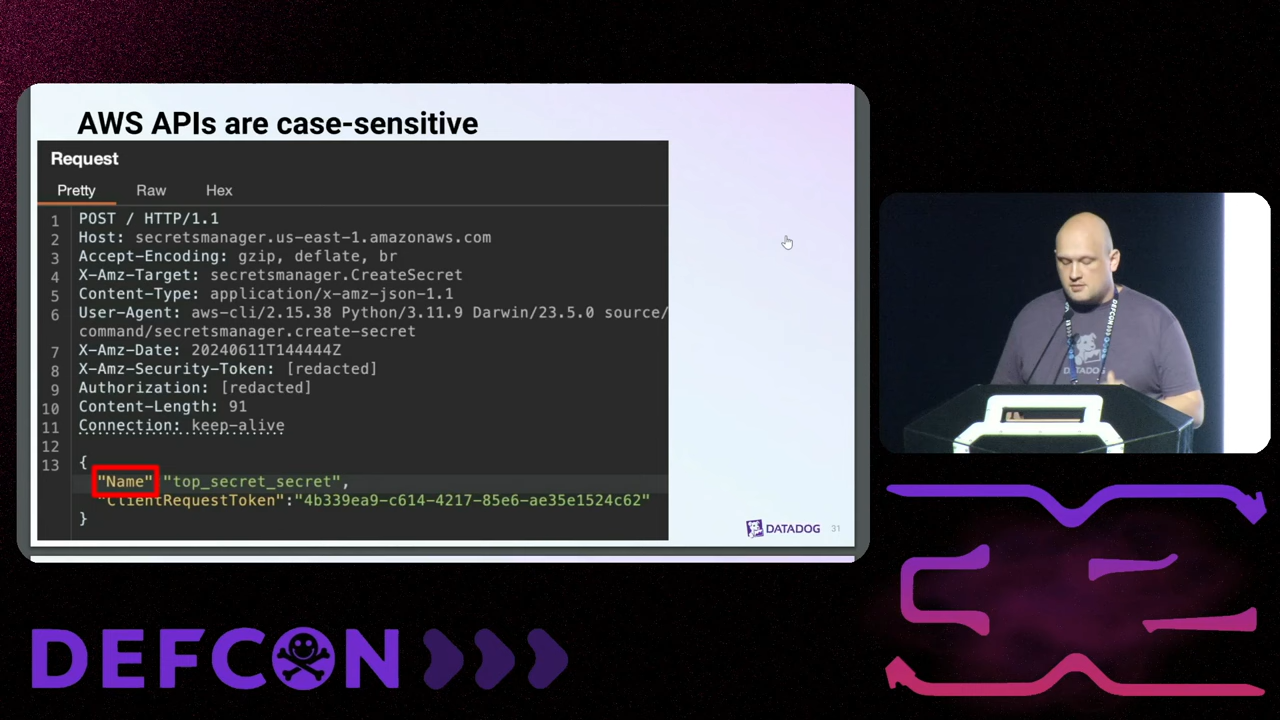 AWS APIs are case-sensitive
Request
Pretty Raw Hex
1 POST / HTTP/1.1
2 Host: secretsmanager.us-east-1.amazonaws.com
3 Accept-Encoding: gzip, deflate, br
4 X-Amz-Target: secretsmanager.CreateSecret
5 Content-Type: application/x-amz-json-1.1
6 User-Agent: aws-cli/2.15.38 Python/3.11.9 Darwin/23.5.0 source/
command/secretsmanager.create-secret
7 X-Amz-Date: 20240611T144444Z
8 X-Amz-Security-Token: [redacted]
9 Authorization: [redacted]
10 Content-Length: 91
11 Connection: keep-alive
12
13 {
"Name" "top_secret_secret",
"ClientRequestToken":"4b339ea9-c614-4217-85e6-ae35e1524c62"
}
DATADOG 31
DEFCON
DEFCON
DATADOG